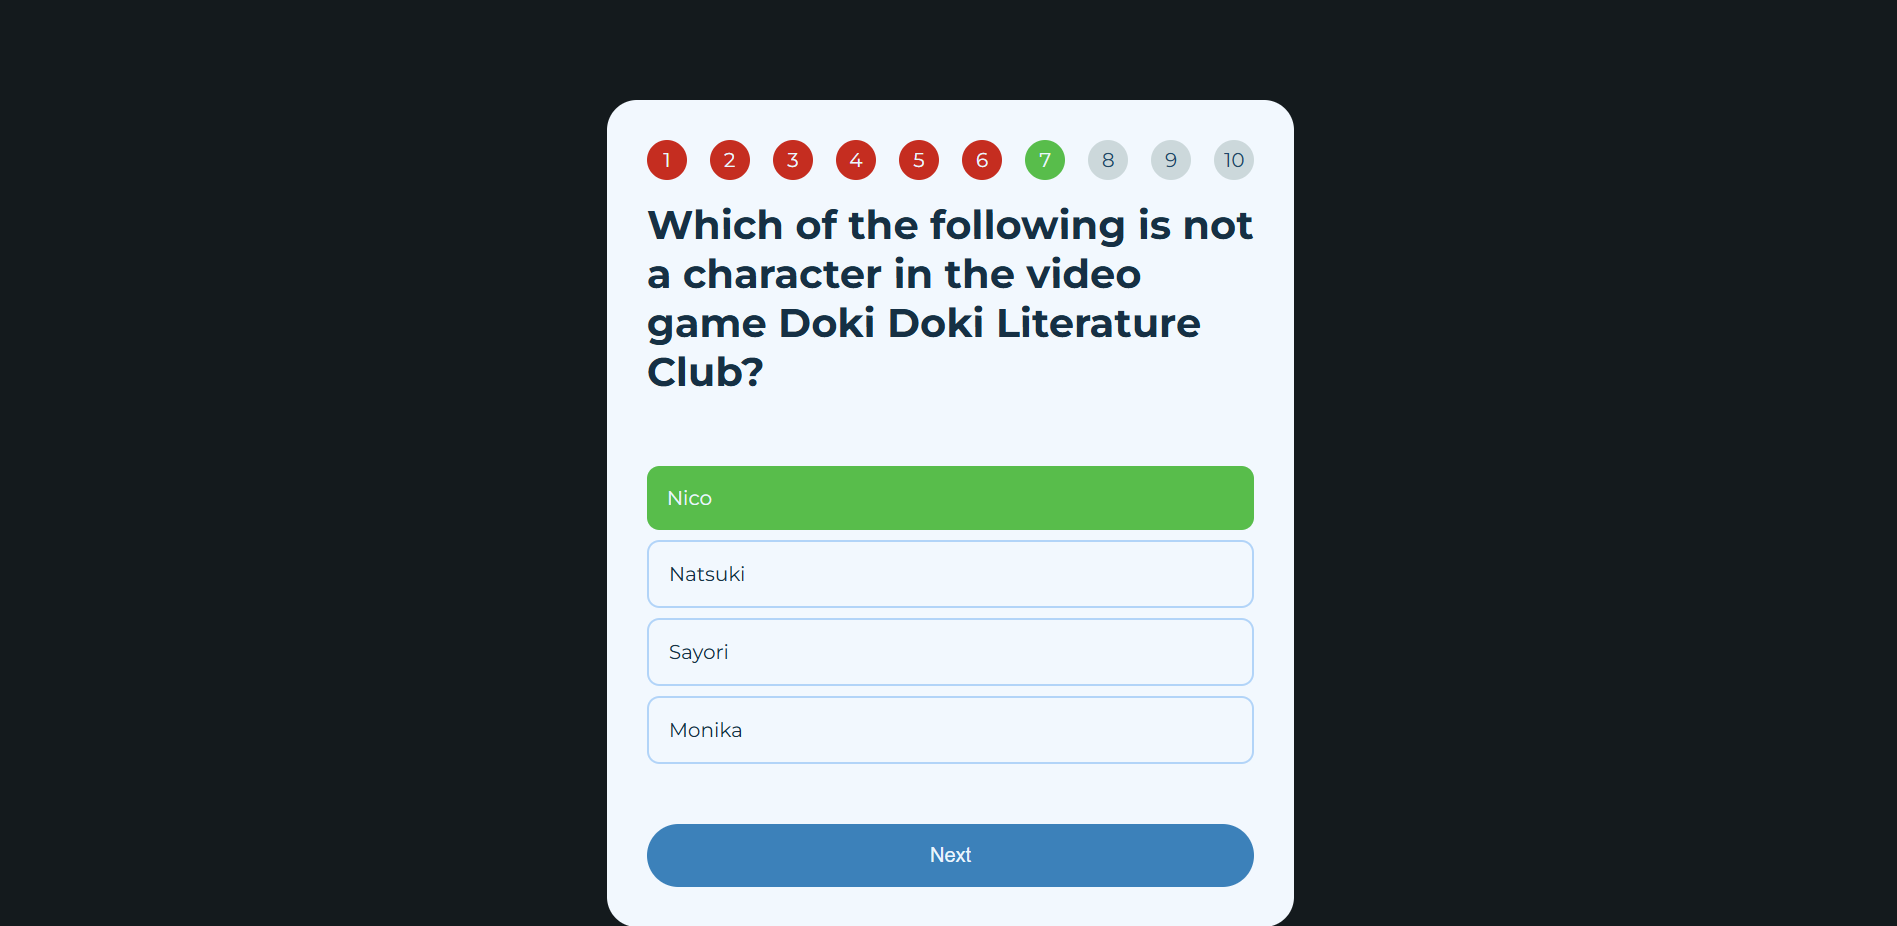 1 2 3 4 5 6 7 8 9 10
Which of the following is not
a character in the video
game Doki Doki Literature
Club?
Nico
Natsuki
Sayori
Monika
Next